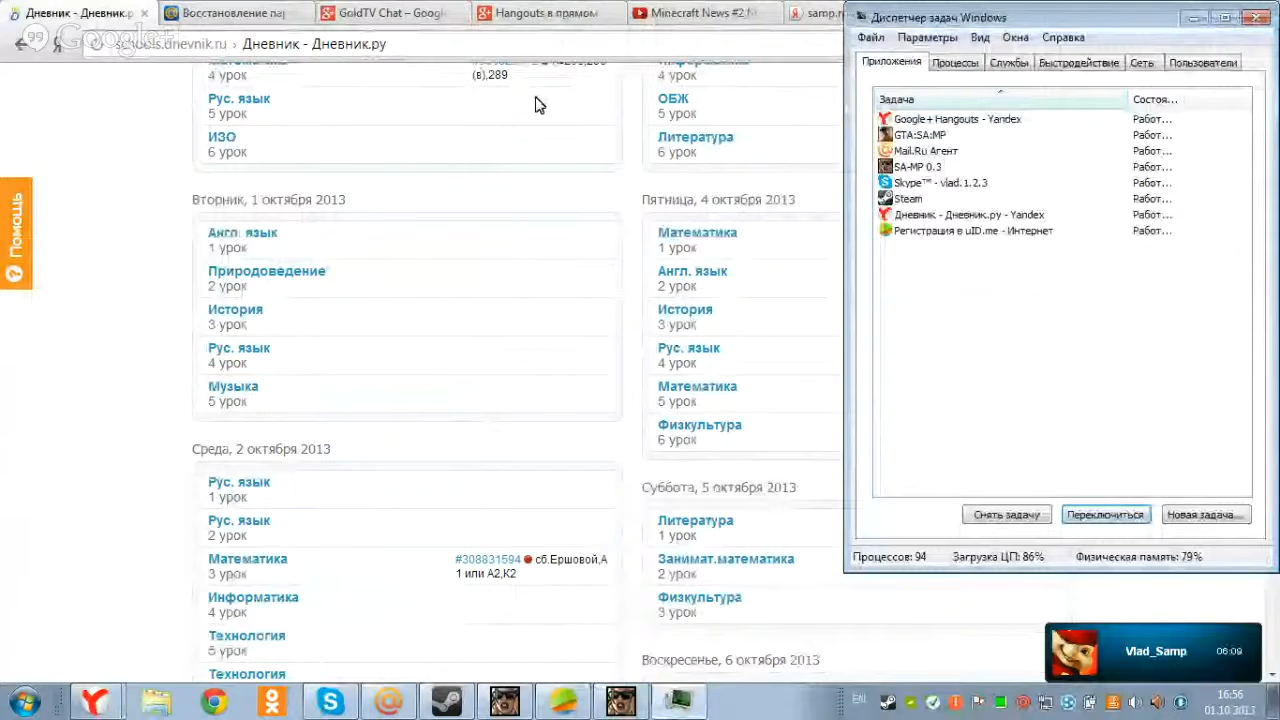 Дневник - Дневник.р
Восстановление пар
GoldTV Chat – Goog
Hangouts в прямом
Minecraft News #2.N
samp.ru
Google+
schools.dnevnik.ru › Дневник - Дневник.ру
Помощь
4 урок
(в),289
Рус. язык
5 урок
ИЗО
6 урок
Вторник, 1 октября 2013
Англ. язык
1 урок
Природоведение
2 урок
История
3 урок
Рус. язык
4 урок
Музыка
5 урок
Среда, 2 октября 2013
Рус. язык
1 урок
Рус. язык
2 урок
Математика
#308831594 сб.Ершовой,А
3 урок
1 или А2,К2
Информатика
4 урок
Технология
5 урок
Технология
4 урок
ОБЖ
5 урок
Литература
6 урок
Пятница, 4 октября 2013
Математика
1 урок
Англ. язык
2 урок
История
3 урок
Рус. язык
4 урок
Математика
5 урок
Физкультура
6 урок
Суббота, 5 октября 2013
Литература
1 урок
Занимат.математика
2 урок
Физкультура
3 урок
Воскресенье, 6 октября 2013
Диспетчер задач Windows
Файл Параметры Вид Окна Справка
Приложения Процессы Службы Быстродействие Сеть Пользователи
Задача Состоя...
Google+ Hangouts - Yandex Работ...
GTA:SA:MP Работ...
Mail.Ru Агент Работ...
SA-MP 0.3 Работ...
Skype™ - vlad.1.2.3 Работ...
Steam Работ...
Дневник - Дневник.ру - Yandex Работ...
Регистрация в uID.me - Интернет Работ...
Снять задачу Переключиться Новая задача...
Процессов: 94 Загрузка ЦП: 86% Физическая память: 79%
Vlad_Samp 06:09
EN
16:56
01.10.2013